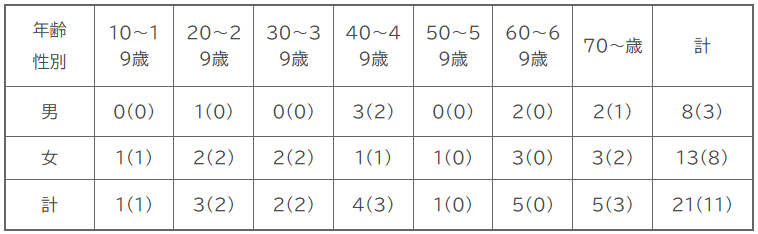 年齢 性別 10～19歳 20～29歳 30～39歳 40～49歳 50～59歳 60～69歳 70～歳 計
男 0(0) 1(0) 0(0) 3(2) 0(0) 2(0) 2(1) 8(3)
女 1(1) 2(2) 2(2) 1(1) 1(0) 3(0) 3(2) 13(8)
計 1(1) 3(2) 2(2) 4(3) 1(0) 5(0) 5(3) 21(11)